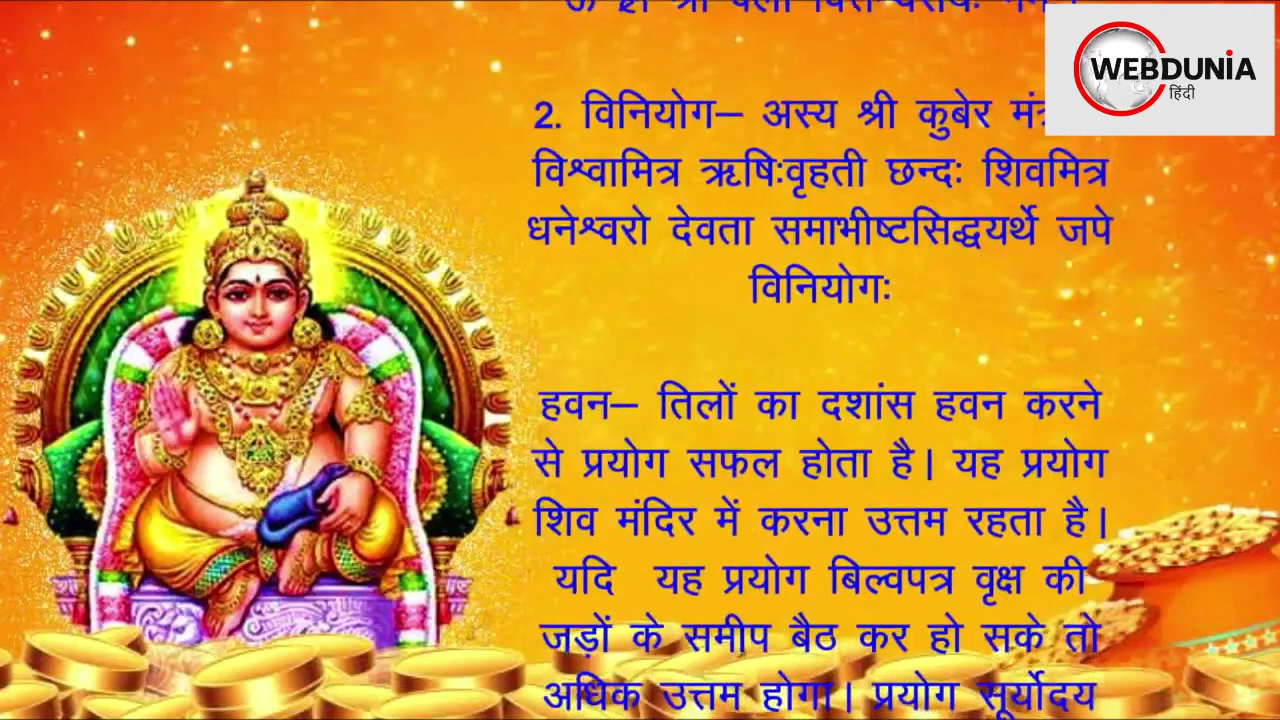 WEBDUNIA
हिंदी
2. विनियोग– अस्य श्री कुबेर
विश्वामित्र ऋषिःवृहती छन्दः शिवमित्र
धनेश्वरो देवता समाभीष्टसिद्धयर्थे जपे
विनियोगः
हवन– तिलों का दशांस हवन करने
से प्रयोग सफल होता है। यह प्रयोग
शिव मंदिर में करना उत्तम रहता है।
यदि यह प्रयोग बिल्वपत्र वृक्ष की
जड़ों के समीप बैठ कर हो सके तो
अधिक उत्तम होगा। प्रयोग सूर्योदय